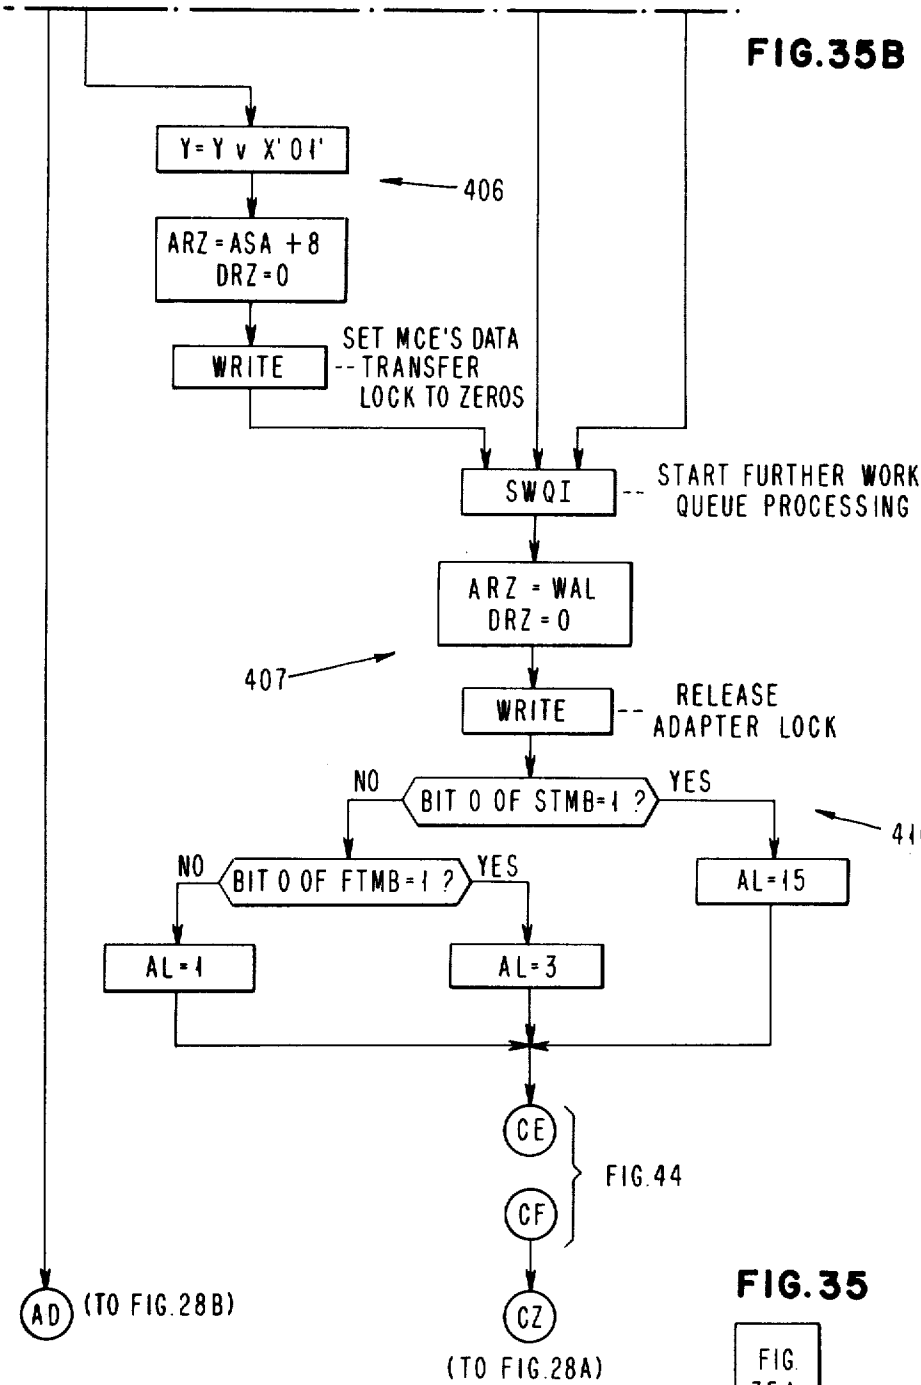 FIG.35B
Y=Y v X'01'
406
ARZ=ASA +8
DRZ=0
WRITE
SET MCE'S DATA
-- TRANSFER
LOCK TO ZEROS
SWQI
-- START FURTHER WORK
QUEUE PROCESSING
ARZ = WAL
DRZ=0
407
WRITE
-- RELEASE
ADAPTER LOCK
NO
BIT 0 OF STMB=1 ?
YES
NO
BIT 0 OF FTMB=1 ?
YES
AL=15
AL=1
AL=3
CE
FIG.44
CF
AD
(TO FIG.28B)
CZ
(TO FIG.28A)
FIG.35
FIG.